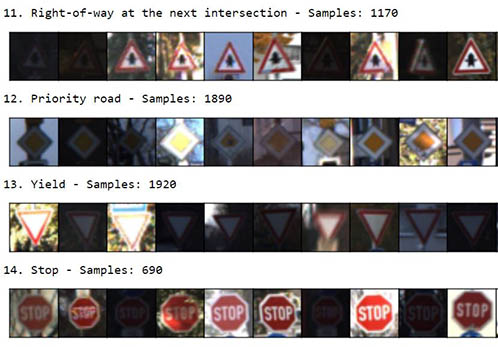 11. Right-of-way at the next intersection - Samples: 1170
12. Priority road - Samples: 1890
13. Yield - Samples: 1920
14. Stop - Samples: 690
STOP STOP STOP STOP STOP STOP STOP STOP STOP STOP